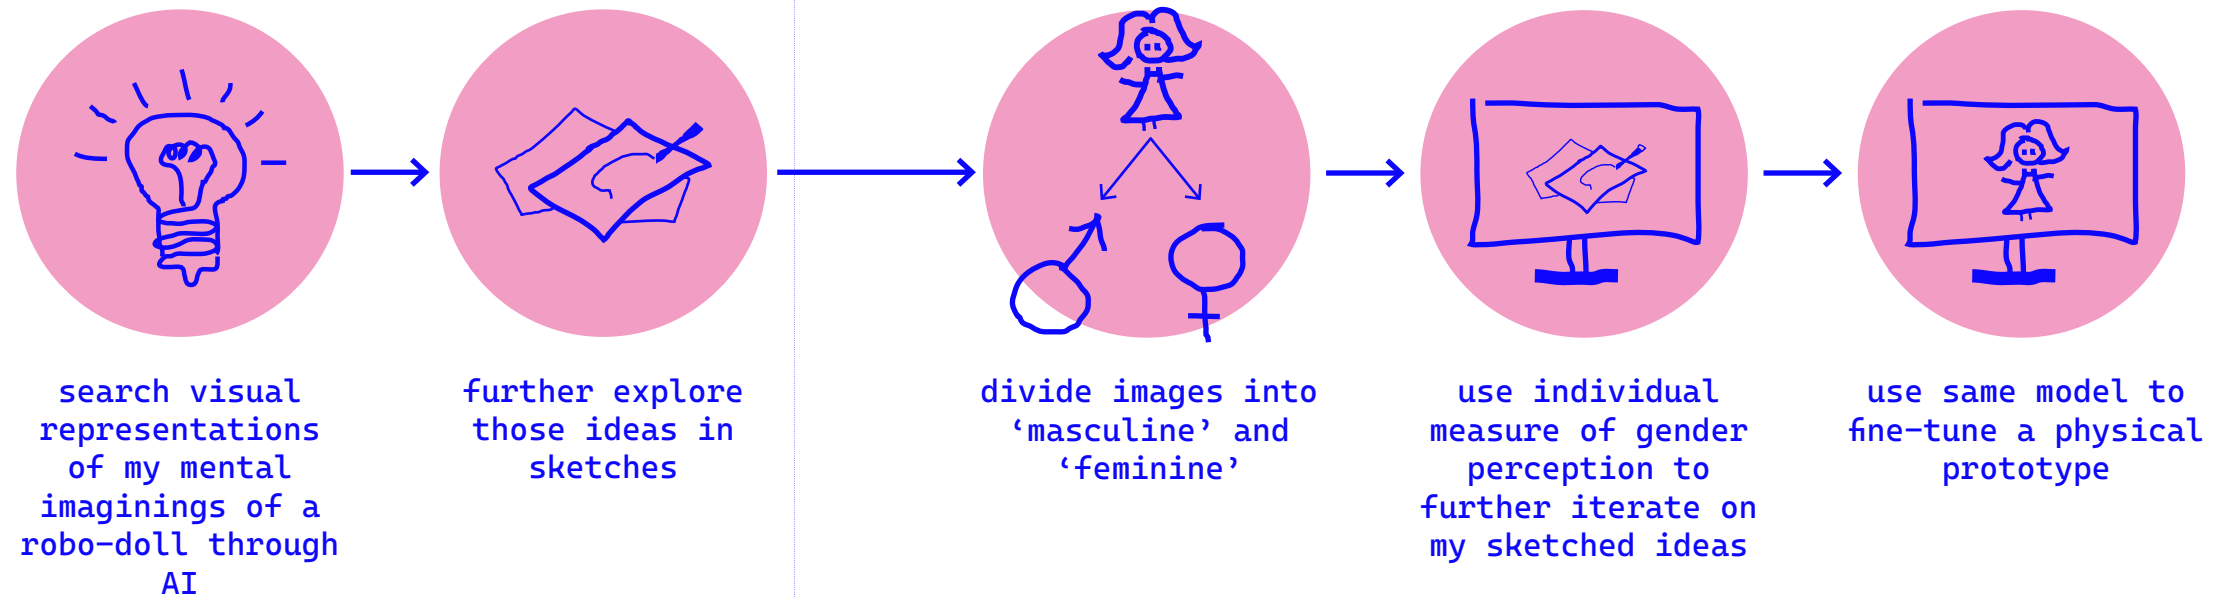 search visual
representations
of my mental
imaginings of a
robo-doll through
AI
further explore
those ideas in
sketches
divide images into
‘masculine’ and
‘feminine’
use individual
measure of gender
perception to
further iterate on
my sketched ideas
use same model to
fine-tune a physical
prototype